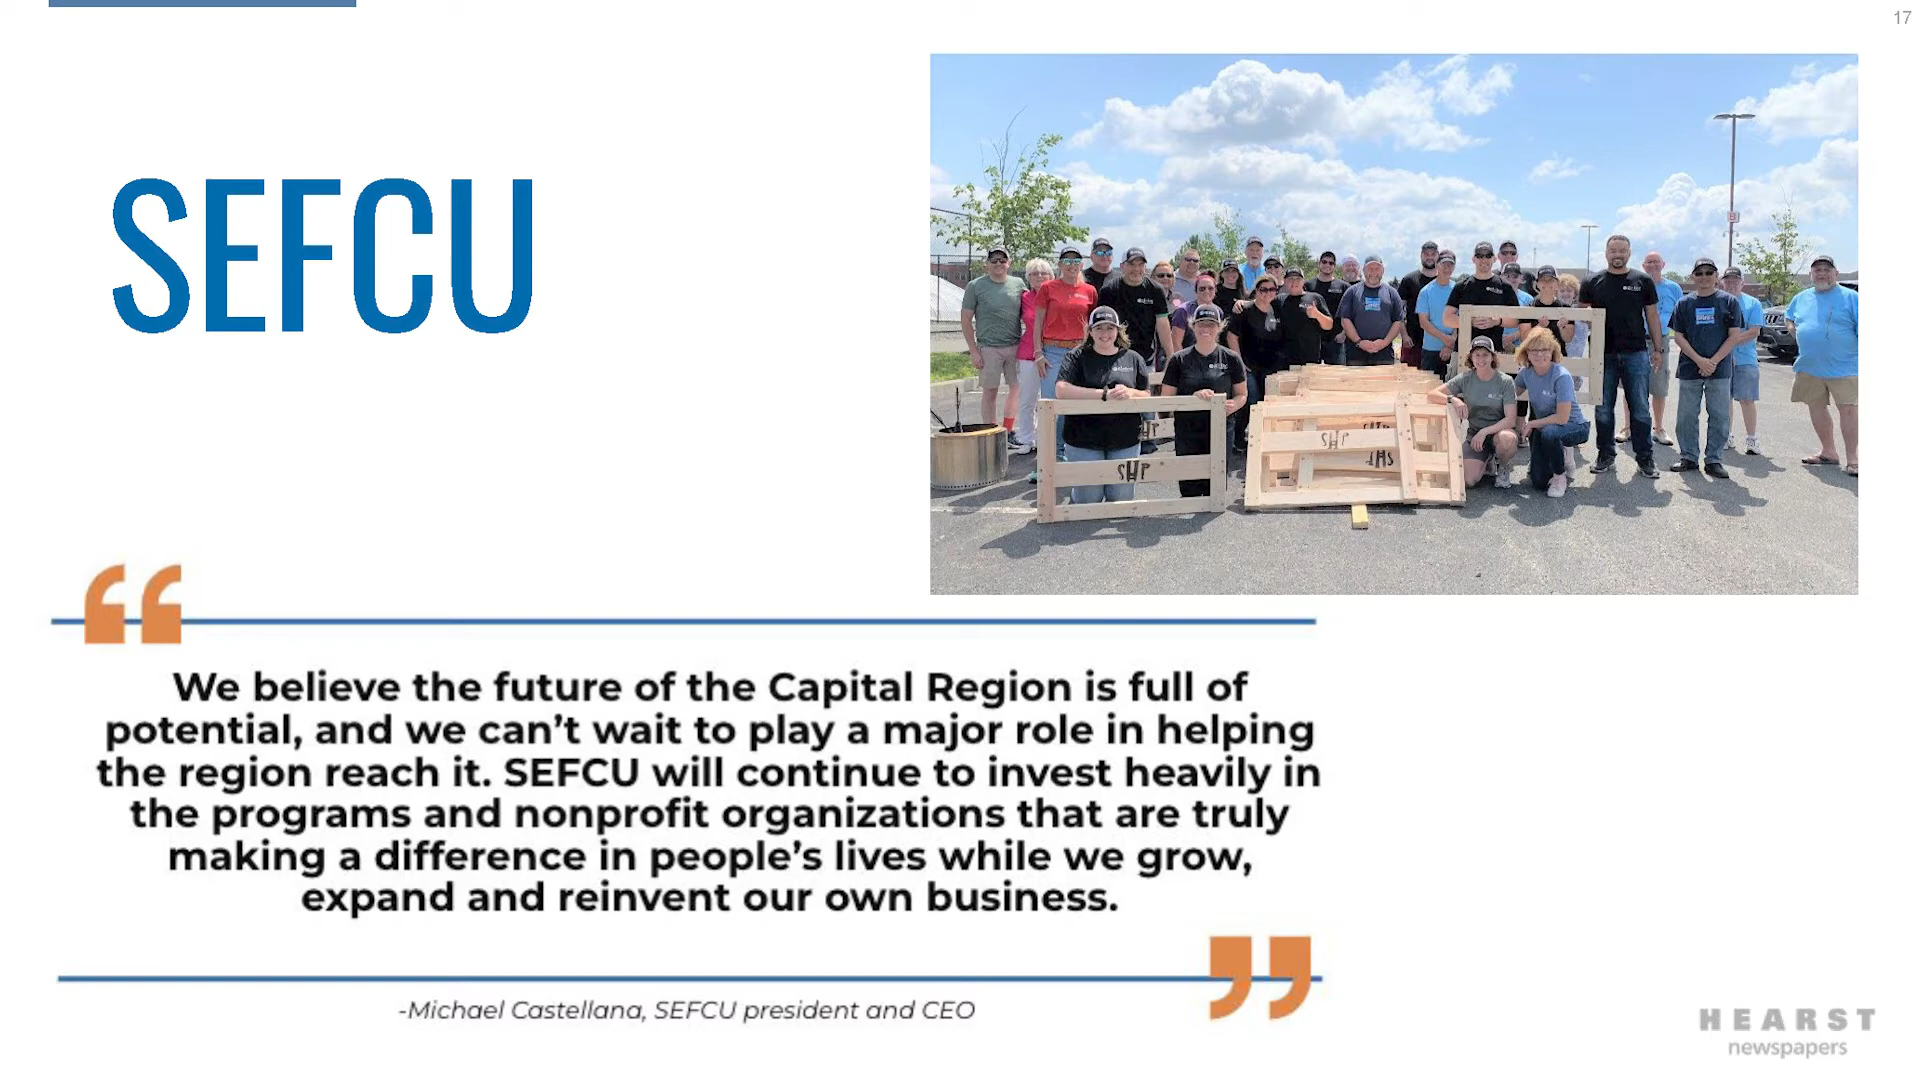 17
SEFCU
SHP
SHP
SHP
“
We believe the future of the Capital Region is full of
potential, and we can’t wait to play a major role in helping
the region reach it. SEFCU will continue to invest heavily in
the programs and nonprofit organizations that are truly
making a difference in people’s lives while we grow,
expand and reinvent our own business.
”
-Michael Castellana, SEFCU president and CEO
HEARST
newspapers